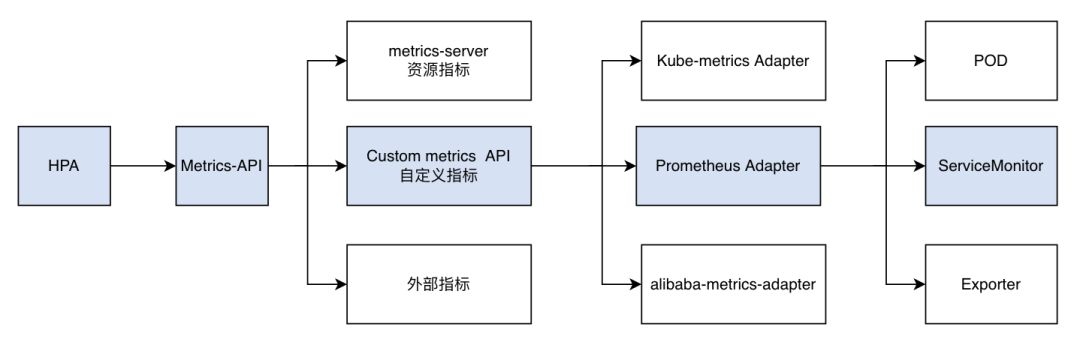 HPA
Metrics-API
metrics-server
资源指标
Custom metrics API
自定义指标
外部指标
Kube-metrics Adapter
Prometheus Adapter
alibaba-metrics-adapter
POD
ServiceMonitor
Exporter